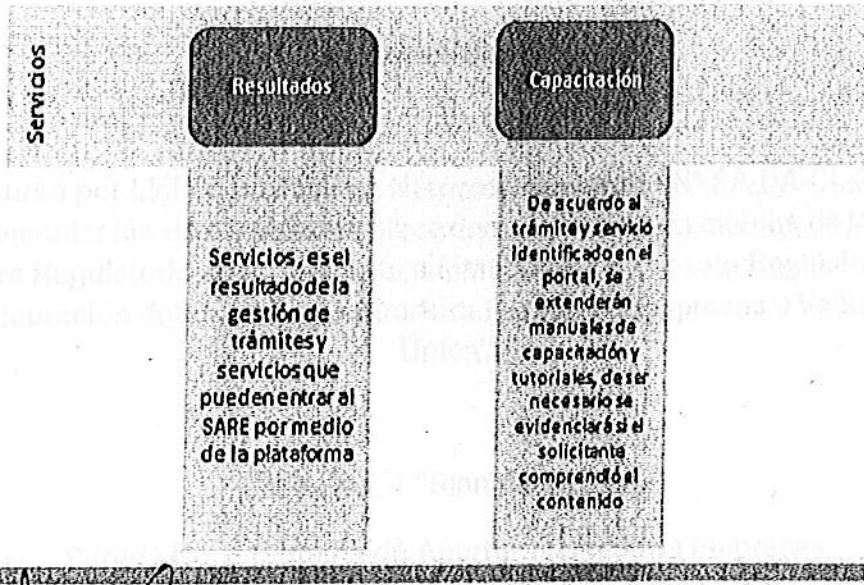 Servicios
Resultados
Servicios, es el
resultado de la
gestión de
trámites y
servicios que
pueden entrar al
SARE por medio
de la plataforma
Capacitación
De acuerdo al
trámite y servicio
identificado en el
portal, se
extenderán
manuales de
capacitación y
tutoriales, de ser
necesario se
evidenciará si el
solicitante
comprendió el
contenido